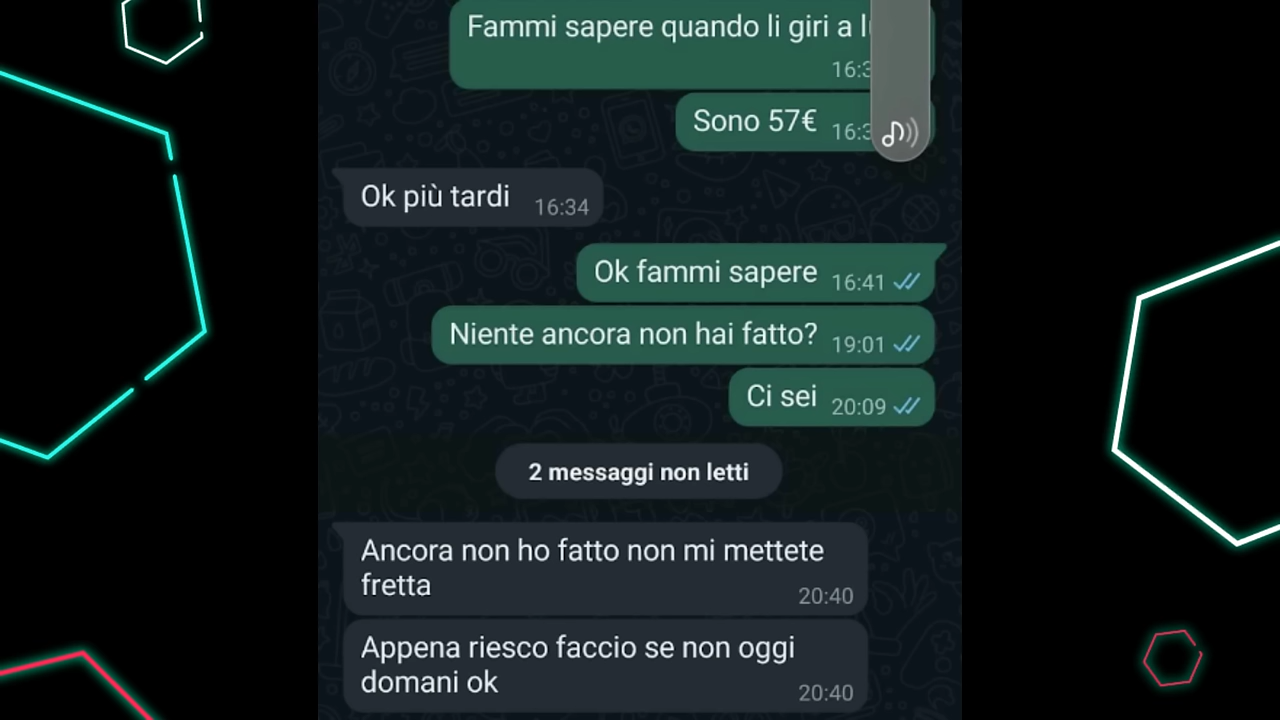 Fammi sapere quando li giri a
16:3
Sono 57€ 16:3
Ok più tardi 16:34
Ok fammi sapere 16:41
Niente ancora non hai fatto? 19:01
Ci sei 20:09
2 messaggi non letti
Ancora non ho fatto non mi mettete
fretta 20:40
Appena riesco faccio se non oggi
domani ok 20:40